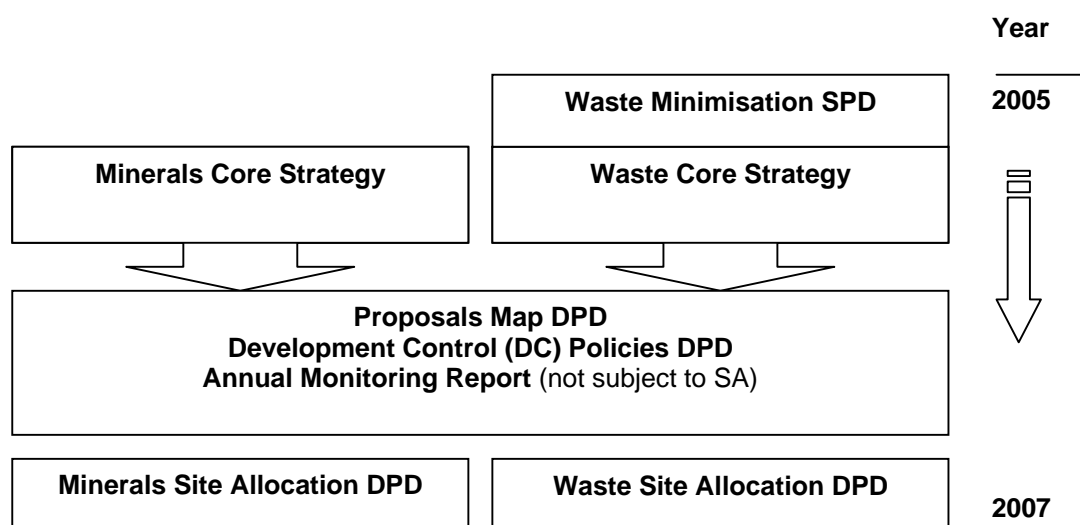 Year
Waste Minimisation SPD
2005
Minerals Core Strategy
Waste Core Strategy
Proposals Map DPD
Development Control (DC) Policies DPD
Annual Monitoring Report (not subject to SA)
Minerals Site Allocation DPD
Waste Site Allocation DPD
2007